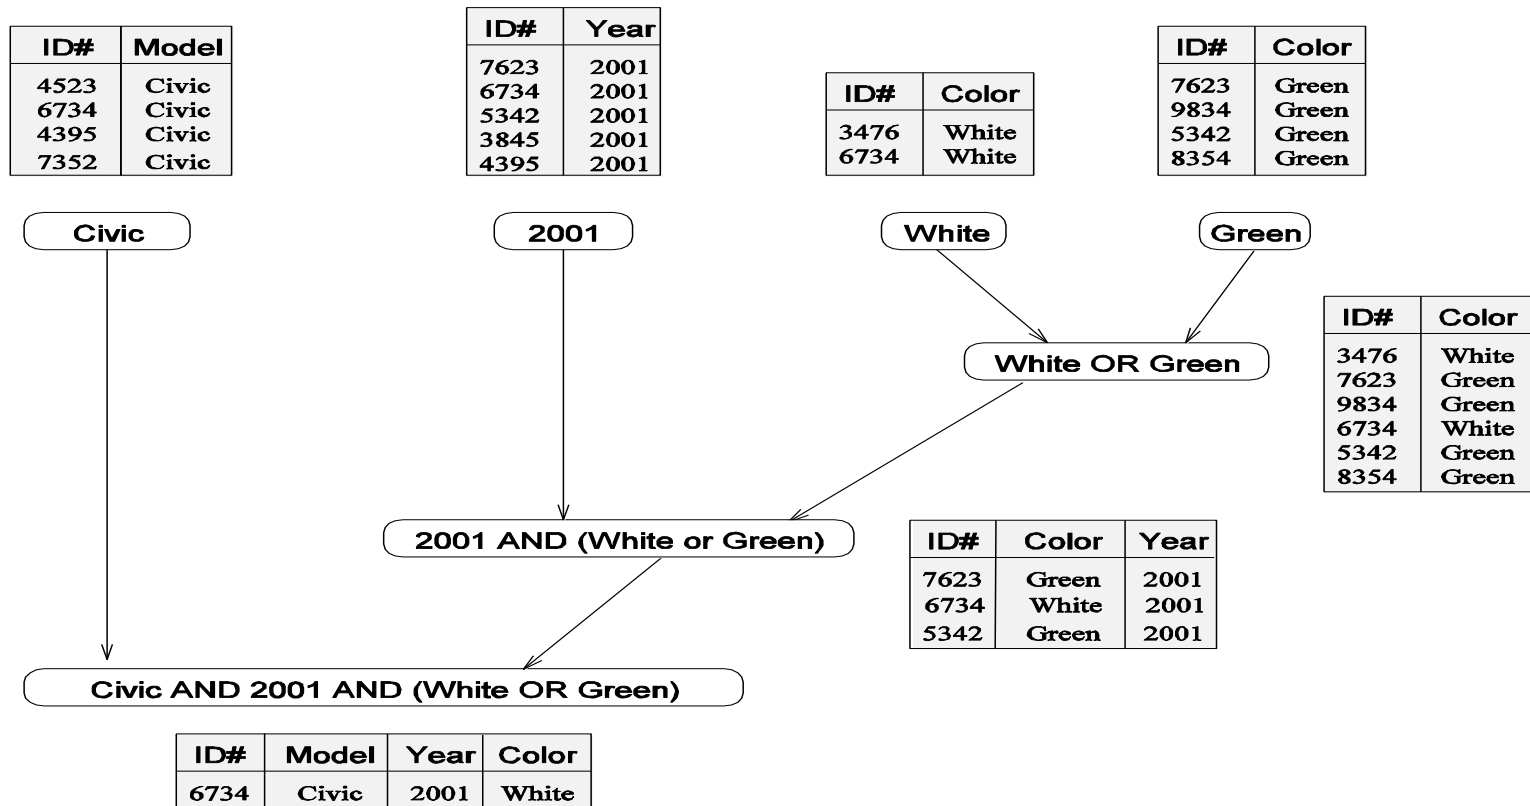 ID# Model
4523 Civic
6734 Civic
4395 Civic
7352 Civic
ID# Year
7623 2001
6734 2001
5342 2001
3845 2001
4395 2001
ID# Color
3476 White
6734 White
ID# Color
7623 Green
9834 Green
5342 Green
8354 Green
Civic
2001
White
Green
White OR Green
ID# Color
3476 White
7623 Green
9834 Green
6734 White
5342 Green
8354 Green
2001 AND (White or Green)
ID# Color Year
7623 Green 2001
6734 White 2001
5342 Green 2001
Civic AND 2001 AND (White OR Green)
ID# Model Year Color
6734 Civic 2001 White